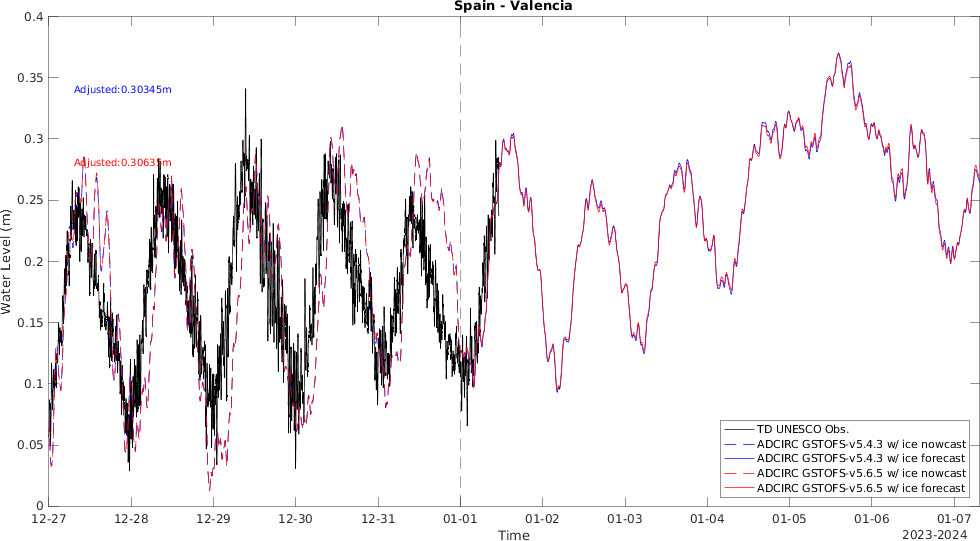 Spain - Valencia
0.4
0.35
0.3
0.25
0.2
0.15
0.1
0.05
0
Water Level (m)
Adjusted:0.30345m
Adjusted:0.30635m
TD UNESCO Obs.
ADCIRC GSTOFS-v5.4.3 w/ ice nowcast
ADCIRC GSTOFS-v5.4.3 w/ ice forecast
ADCIRC GSTOFS-v5.6.5 w/ ice nowcast
ADCIRC GSTOFS-v5.6.5 w/ ice forecast
12-27 12-28 12-29 12-30 12-31 01-01 01-02 01-03 01-04 01-05 01-06 01-07
Time
2023-2024